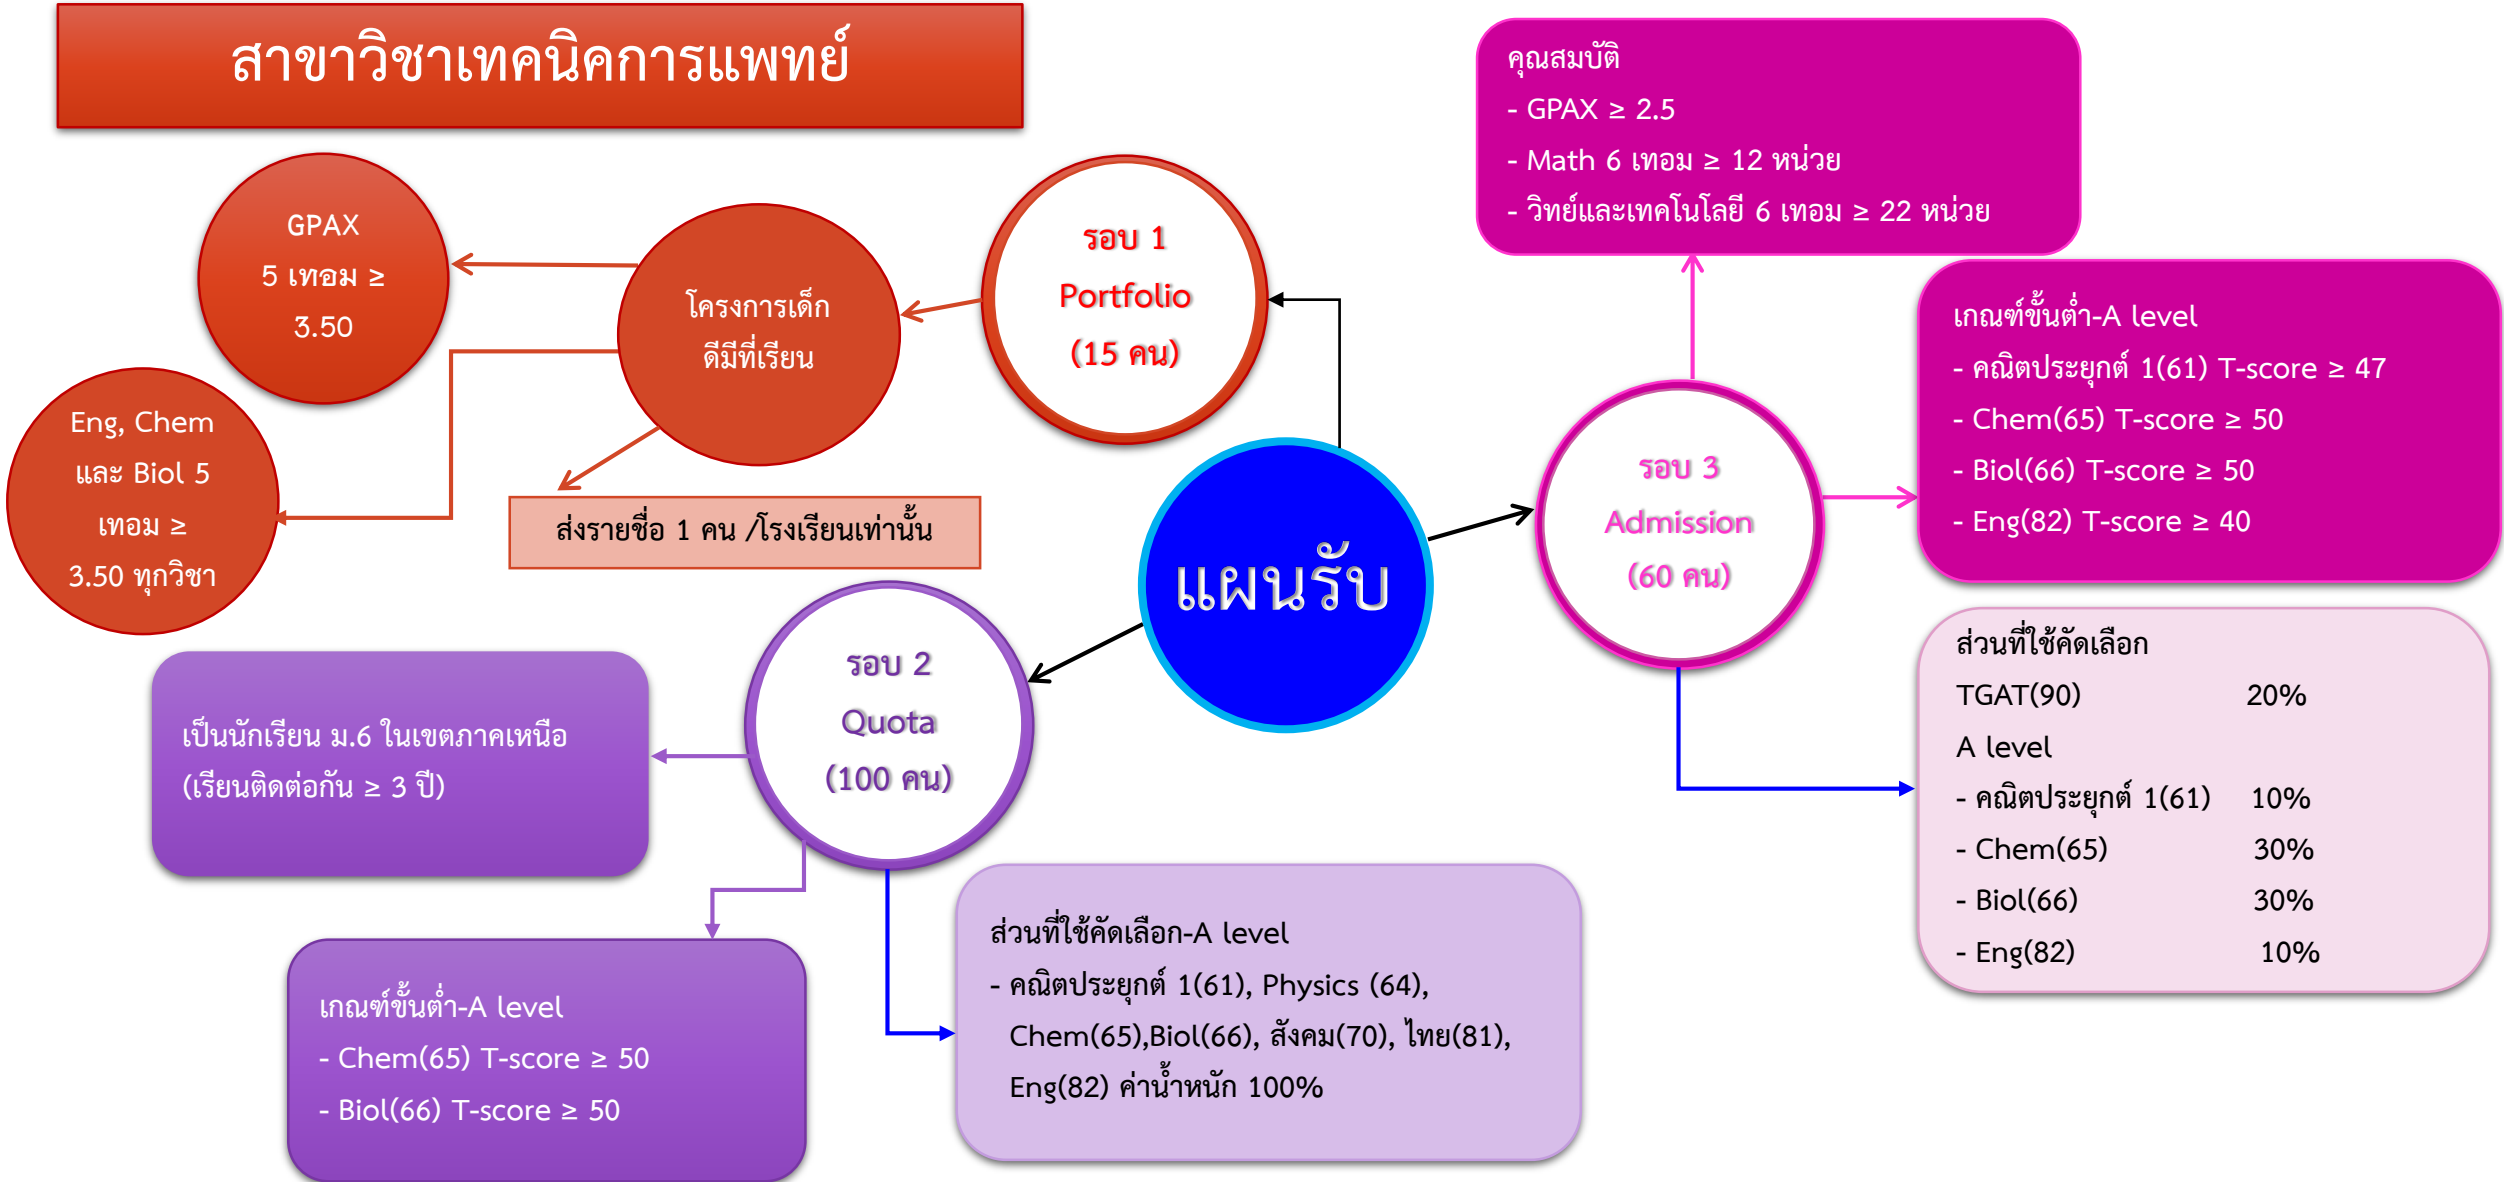 สาขาวิชาเทคนิคการแพทย์
แผนรับ
รอบ 1
Portfolio
(15 คน)
โครงการเด็ก
ดีมีที่เรียน
GPAX
5 เทอม ≥
3.50
Eng, Chem
และ Biol 5
เทอม ≥
3.50 ทุกวิชา
ส่งรายชื่อ 1 คน /โรงเรียนเท่านั้น
รอบ 2
Quota
(100 คน)
เป็นนักเรียน ม.6 ในเขตภาคเหนือ
(เรียนติดต่อกัน ≥ 3 ปี)
เกณฑ์ขั้นต่ำ-A level
- Chem(65) T-score ≥ 50
- Biol(66) T-score ≥ 50
ส่วนที่ใช้คัดเลือก-A level
- คณิตประยุกต์ 1(61), Physics (64),
Chem(65),Biol(66), สังคม(70), ไทย(81),
Eng(82) ค่าน้ำหนัก 100%
รอบ 3
Admission
(60 คน)
คุณสมบัติ
- GPAX ≥ 2.5
- Math 6 เทอม ≥ 12 หน่วย
- วิทย์และเทคโนโลยี 6 เทอม ≥ 22 หน่วย
เกณฑ์ขั้นต่ำ-A level
- คณิตประยุกต์ 1(61) T-score ≥ 47
- Chem(65) T-score ≥ 50
- Biol(66) T-score ≥ 50
- Eng(82) T-score ≥ 40
ส่วนที่ใช้คัดเลือก
TGAT(90) 20%
A level
- คณิตประยุกต์ 1(61) 10%
- Chem(65) 30%
- Biol(66) 30%
- Eng(82) 10%